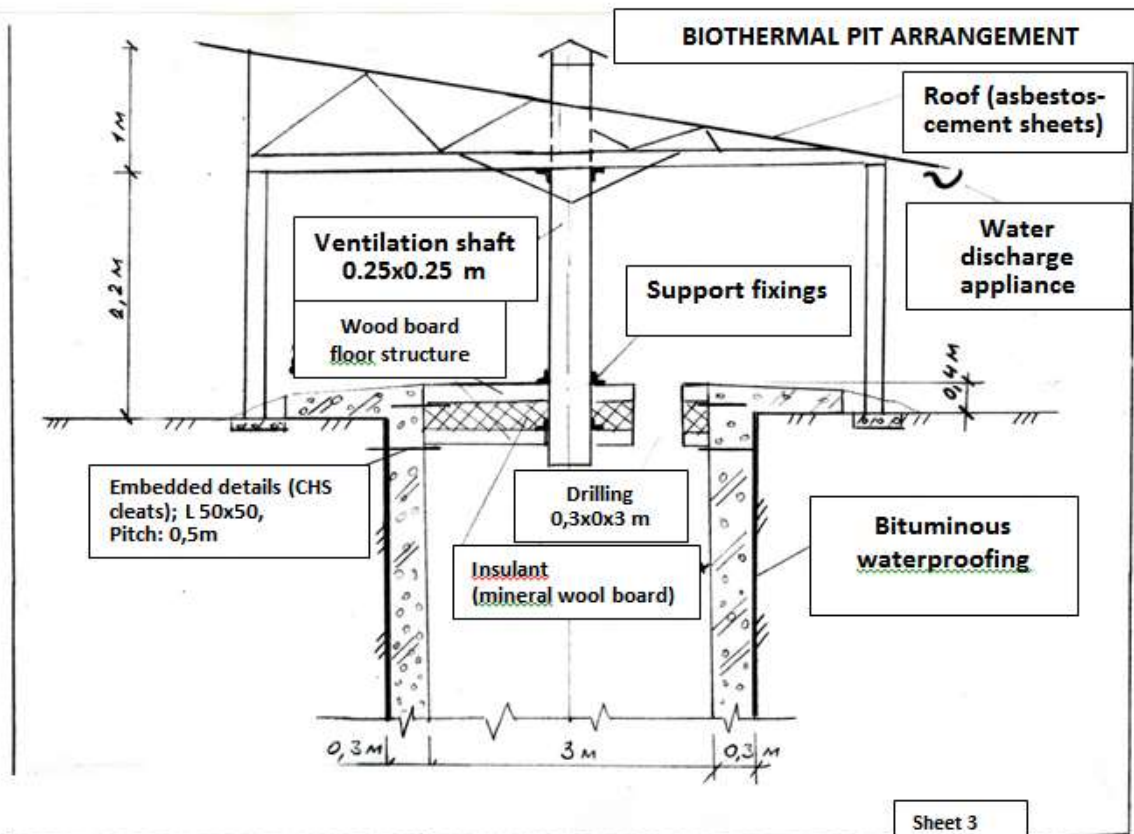 BIOTHERMAL PIT ARRANGEMENT
Roof (asbestos-
cement sheets)
1 м
Ventilation shaft
0.25x0.25 m
Water
discharge
appliance
2,2 м
Support fixings
Wood board
floor structure
0,4 м
Embedded details (CHS
cleats); L 50x50,
Pitch: 0,5m
Drilling
0,3x0x3 m
Bituminous
waterproofing
Insulant
(mineral wool board)
0,3 м
3 м
0,3 м
Sheet 3